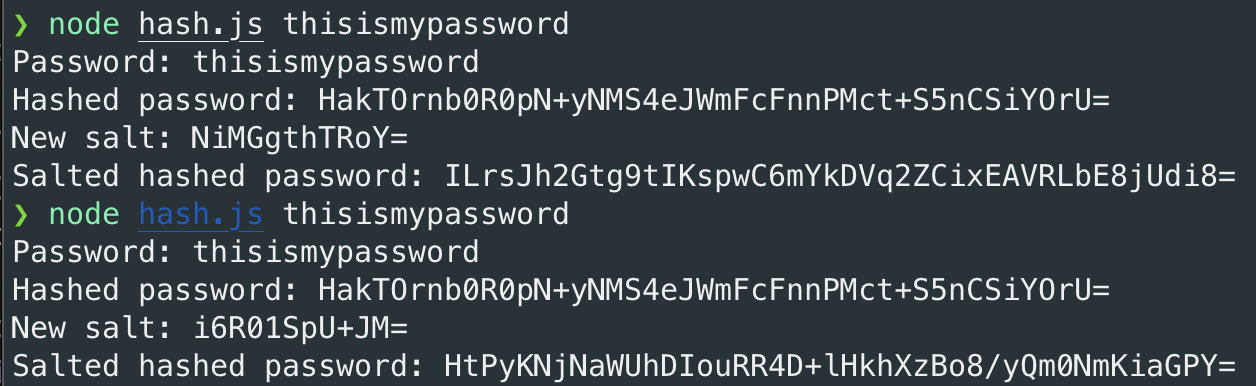 ❯ node hash.js thisismypassword
Password: thisismypassword
Hashed password: HakTOrnb0R0pN+yNMS4eJWmFcFnnPMct+S5nCSiYOrU=
New salt: NiMGgthTRoY=
Salted hashed password: ILrsJh2Gtg9tIKspwC6mYkDVq2ZCixEAVRLbE8jUdi8=
❯ node hash.js thisismypassword
Password: thisismypassword
Hashed password: HakTOrnb0R0pN+yNMS4eJWmFcFnnPMct+S5nCSiYOrU=
New salt: i6R01SpU+JM=
Salted hashed password: HtPyKNjNaWUhDIouRR4D+lHkhXzBo8/yQm0NmKiaGPY=